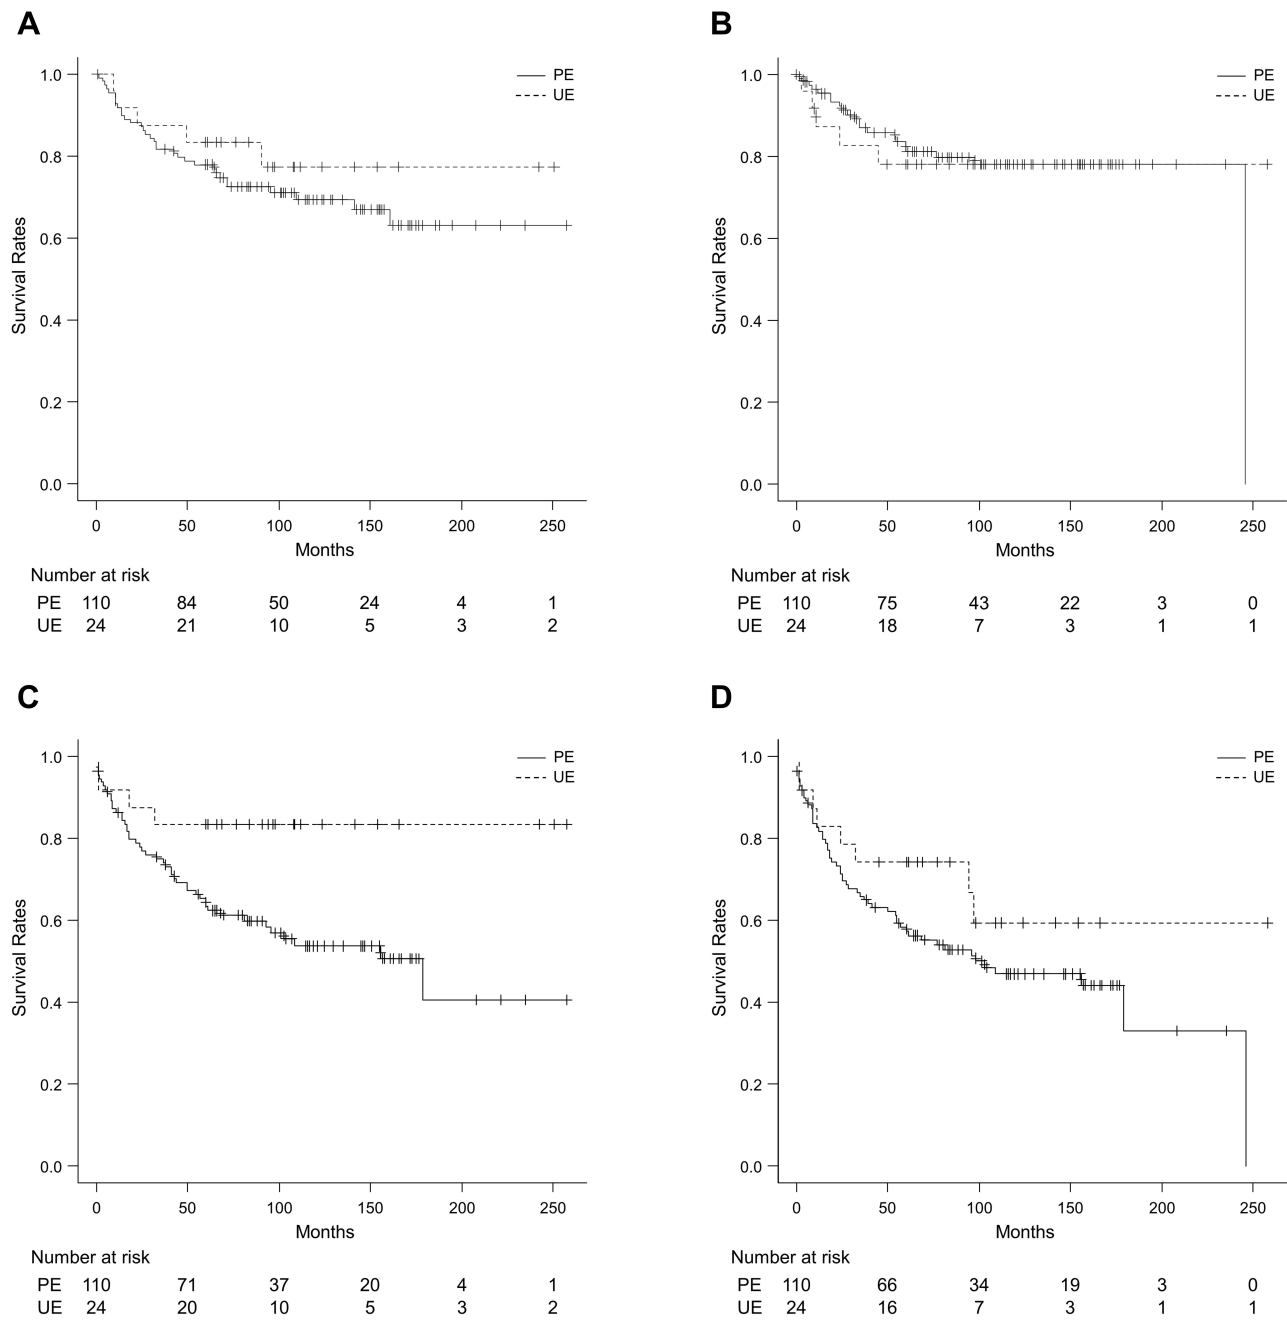 A
1.0
0.8
0.6
0.4
0.2
0.0
Survival Rates
PE
UE
0 50 100 150 200 250
Months
Number at risk
PE 110 84 50 24 4 1
UE 24 21 10 5 3 2
B
1.0
0.8
0.6
0.4
0.2
0.0
Survival Rates
PE
UE
0 50 100 150 200 250
Months
Number at risk
PE 110 75 43 22 3 0
UE 24 18 7 3 1 1
C
1.0
0.8
0.6
0.4
0.2
0.0
Survival Rates
PE
UE
0 50 100 150 200 250
Months
Number at risk
PE 110 71 37 20 4 1
UE 24 20 10 5 3 2
D
1.0
0.8
0.6
0.4
0.2
0.0
Survival Rates
PE
UE
0 50 100 150 200 250
Months
Number at risk
PE 110 66 34 19 3 0
UE 24 16 7 3 1 1